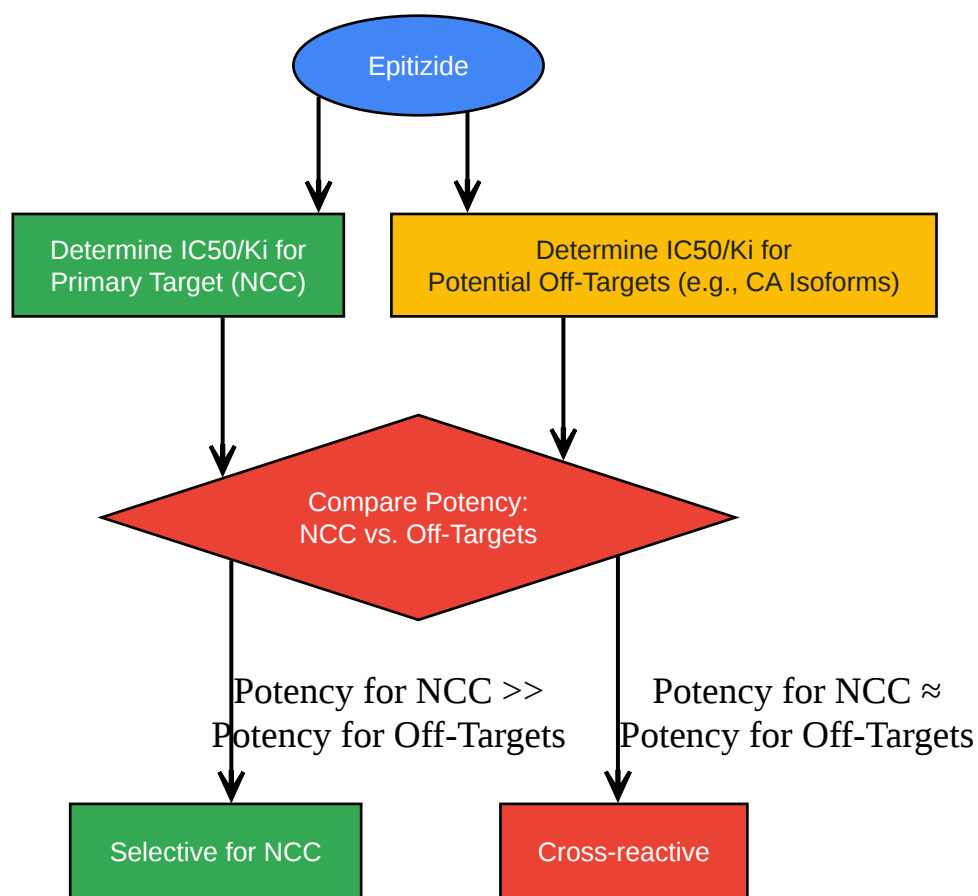 Epitizide
Determine IC50/Ki for
Primary Target (NCC)
Determine IC50/Ki for
Potential Off-Targets (e.g., CA Isoforms)
Compare Potency:
NCC vs. Off-Targets
Potency for NCC >>
Potency for Off-Targets
Potency for NCC ≈
Potency for Off-Targets
Selective for NCC
Cross-reactive